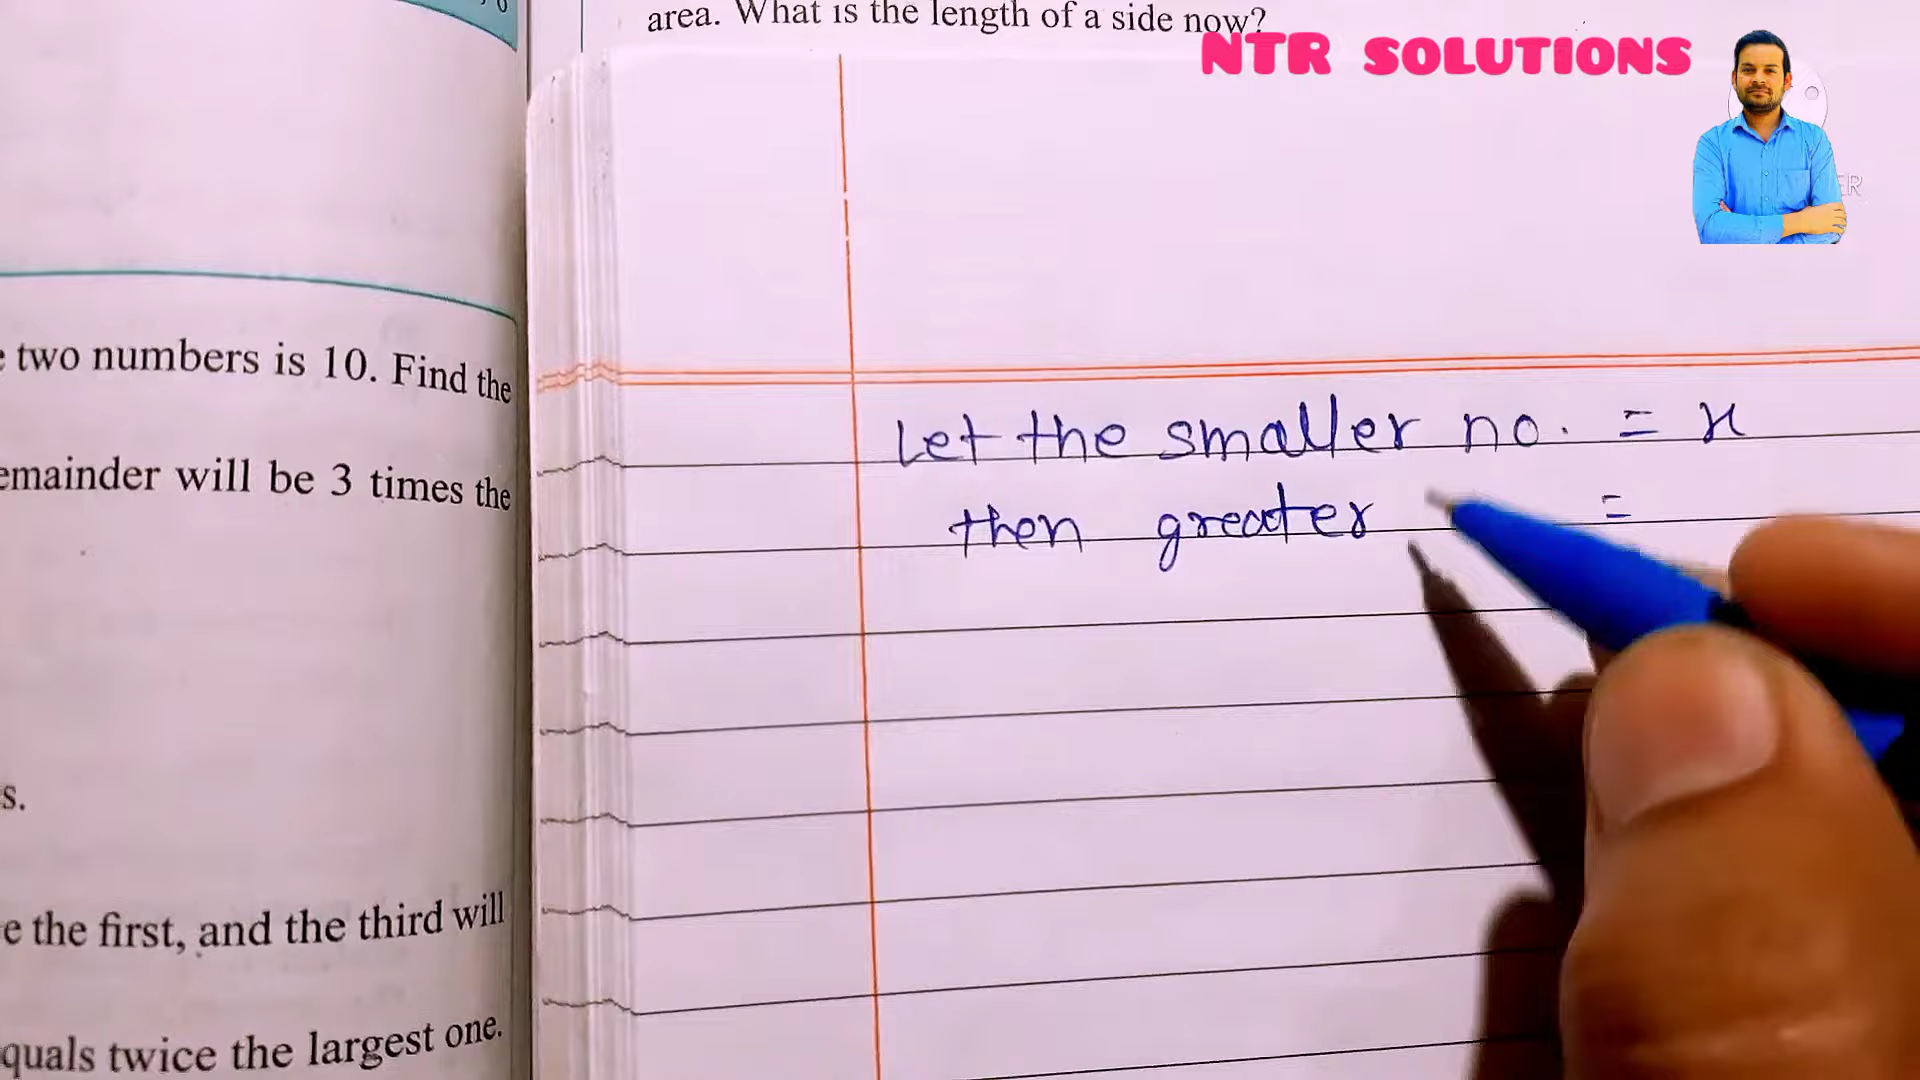 area. What is the length of a side now?
NTR SOLUTIONS
ER
two numbers is 10. Find the
emainder will be 3 times the
s.
e the first, and the third will
quals twice the largest one.
Let the smaller no. = x
then greater =